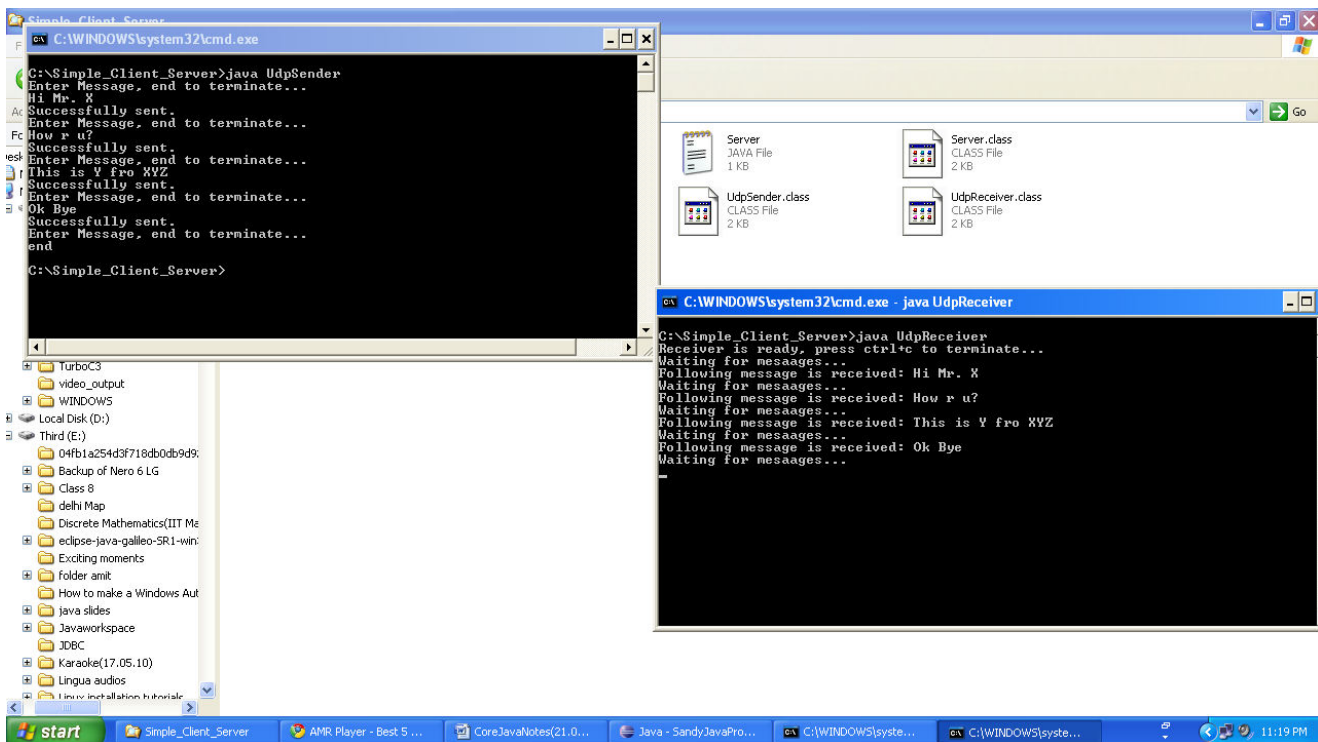 Simple_Client_Server
C:\WINDOWS\system32\cmd.exe
C:\Simple_Client_Server>java UdpSender
Enter Message, end to terminate...
Hi Mr. X
Successfully sent.
Enter Message, end to terminate...
How r u?
Successfully sent.
Enter Message, end to terminate...
This is Y fro XYZ
Successfully sent.
Enter Message, end to terminate...
Ok Bye
Successfully sent.
Enter Message, end to terminate...
end
C:\Simple_Client_Server>
Go
Server
JAVA File
1 KB
Server.class
CLASS File
2 KB
UdpSender.class
CLASS File
2 KB
UdpReceiver.class
CLASS File
2 KB
C:\WINDOWS\system32\cmd.exe - java UdpReceiver
C:\Simple_Client_Server>java UdpReceiver
Receiver is ready, press ctrl+c to terminate...
Waiting for mesaages...
Following message is received: Hi Mr. X
Waiting for mesaages...
Following message is received: How r u?
Waiting for mesaages...
Following message is received: This is Y fro XYZ
Waiting for mesaages...
Following message is received: Ok Bye
Waiting for mesaages...
TurboC3
video_output
WINDOWS
Local Disk (D:)
Third (E:)
04fb1a254d3f718db0db9d9
Backup of Nero 6 LG
Class 8
delhi Map
Discrete Mathematics(IIT Ma
eclipse-java-galileo-SR1-win
Exciting moments
folder amit
How to make a Windows Aut
java slides
Javaworkspace
JDBC
Karaoke(17.05.10)
Lingua audios
Linux installation tutorials
start
Simple_Client_Server
AMR Player - Best 5 ...
CoreJavaNotes(21.0...
Java - SandyJavaPro...
C:\WINDOWS\syste...
C:\WINDOWS\syste...
11:19 PM